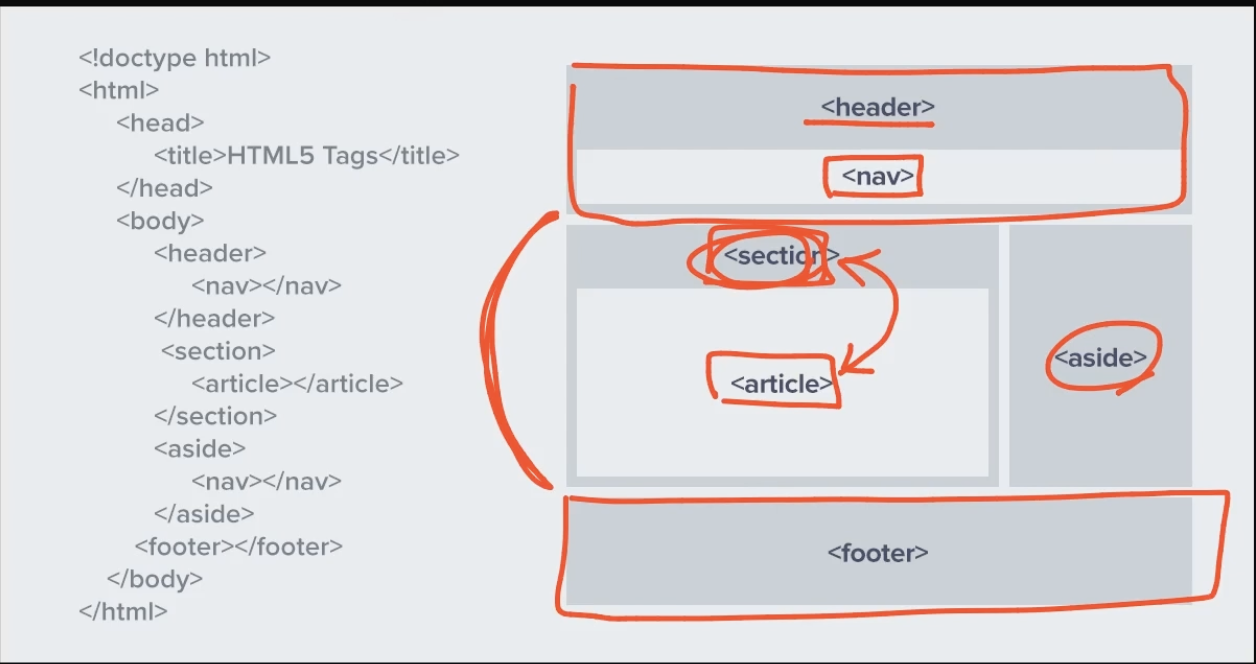 <!doctype html>
<html>
<head>
<title>HTML5 Tags</title>
</head>
<body>
<header>
<nav></nav>
</header>
<section>
<article></article>
</section>
<aside>
<nav></nav>
</aside>
<footer></footer>
</body>
</html>
<header>
<nav>
<section>
<article>
<aside>
<footer>